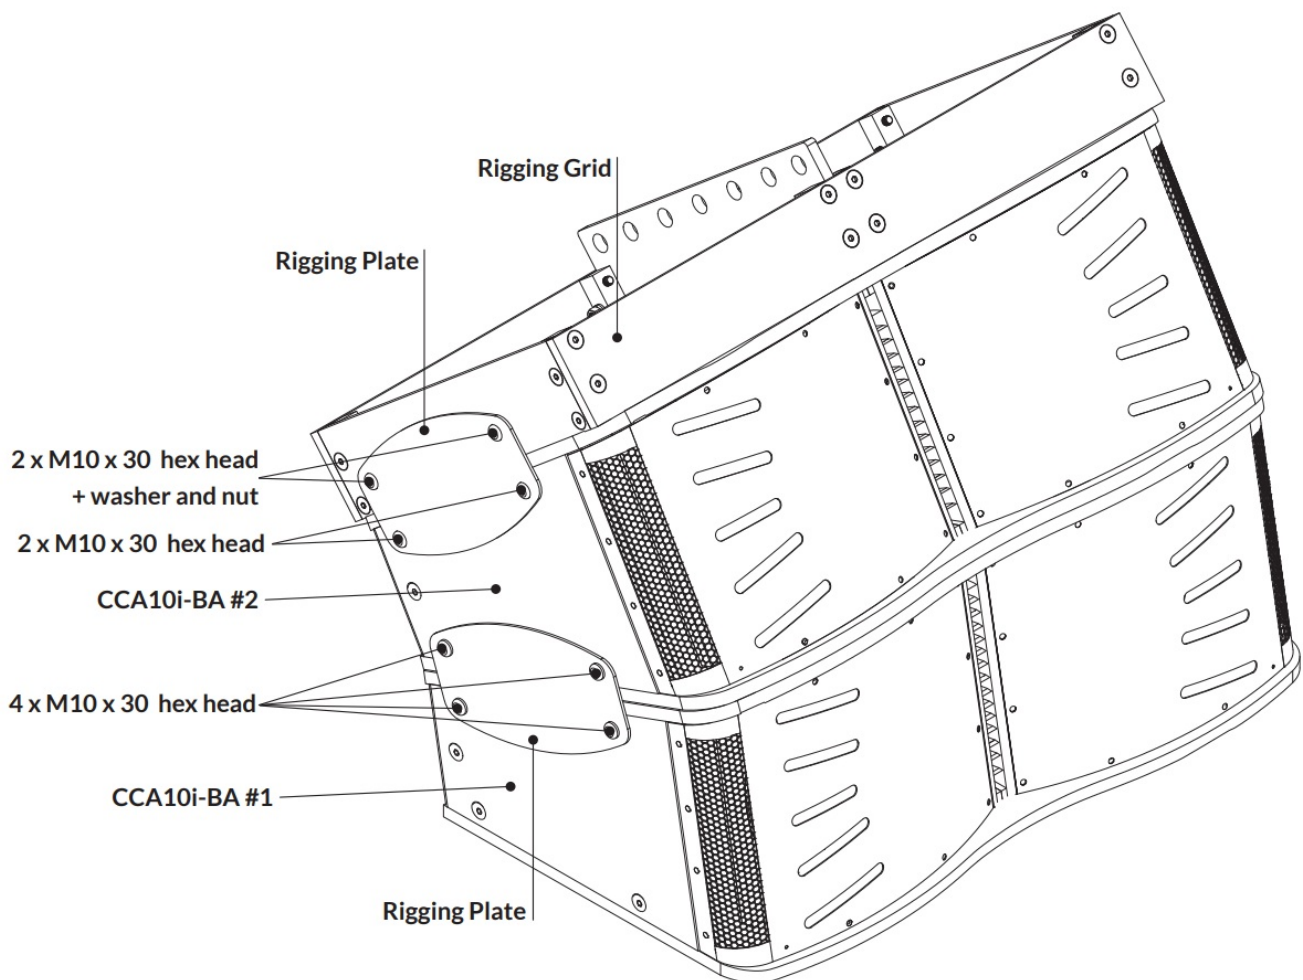 Rigging Grid
Rigging Plate
2 x M10 x 30 hex head
+ washer and nut
2 x M10 x 30 hex head
CCA10i-BA #2
4 x M10 x 30 hex head
CCA10i-BA #1
Rigging Plate